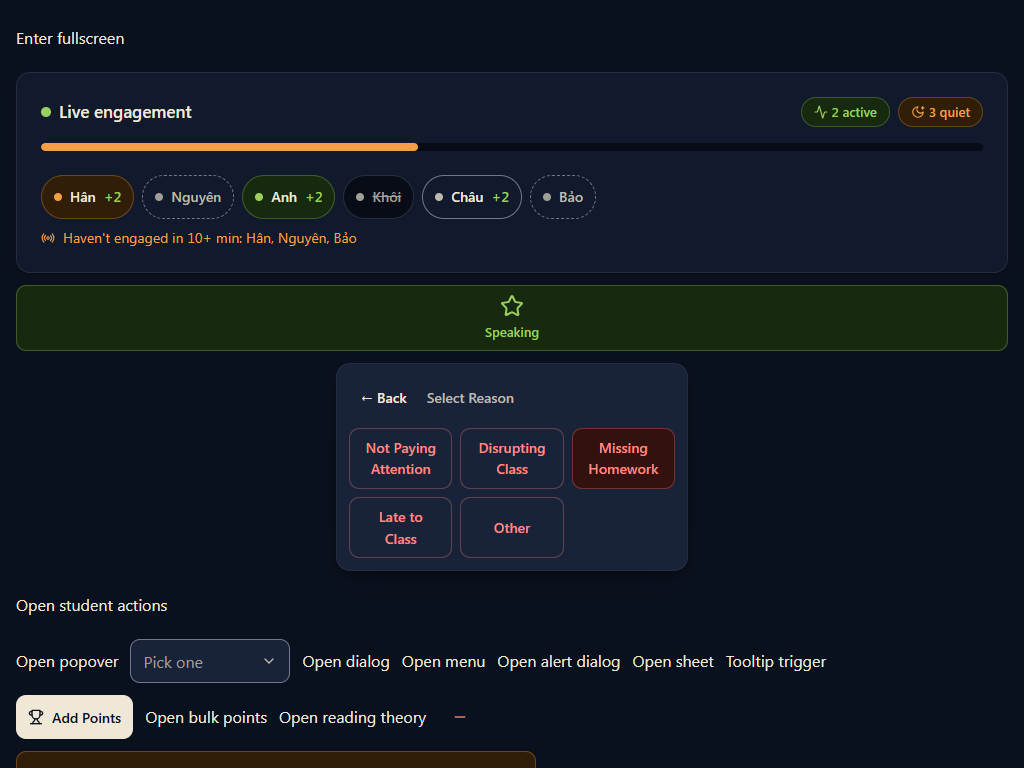 Enter fullscreen
Live engagement
2 active
3 quiet
Hân +2
Nguyên
Anh +2
Khôi
Châu +2
Bảo
Haven't engaged in 10+ min: Hân, Nguyên, Bảo
Speaking
← Back
Select Reason
Not Paying
Attention
Disrupting
Class
Missing
Homework
Late to
Class
Other
Open student actions
Open popover
Pick one
Open dialog
Open menu
Open alert dialog
Open sheet
Tooltip trigger
Add Points
Open bulk points
Open reading theory
−